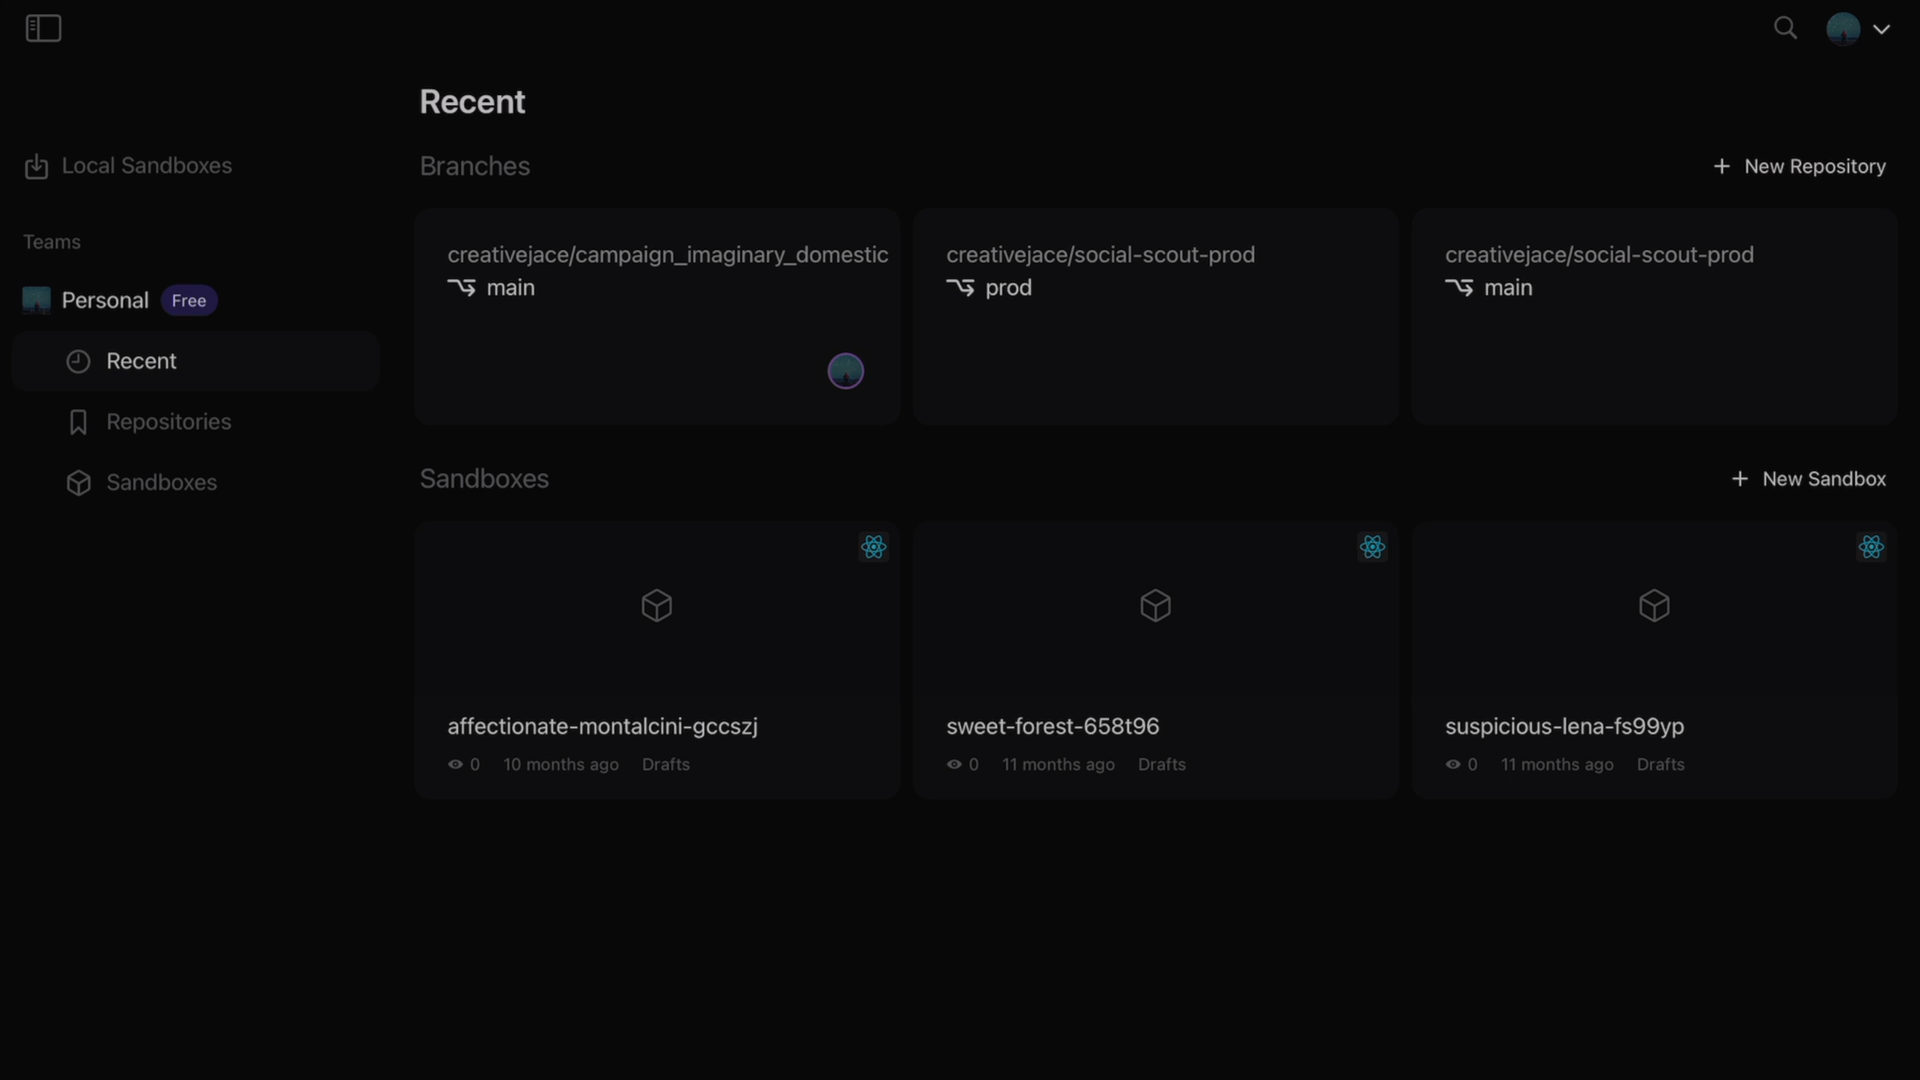 Recent
Local Sandboxes
Teams
Personal Free
Recent
Repositories
Sandboxes
Branches
+ New Repository
creativejace/campaign_imaginary_domestic
main
creativejace/social-scout-prod
prod
creativejace/social-scout-prod
main
Sandboxes
+ New Sandbox
affectionate-montalcini-gccszj
0 10 months ago Drafts
sweet-forest-658t96
0 11 months ago Drafts
suspicious-lena-fs99yp
0 11 months ago Drafts